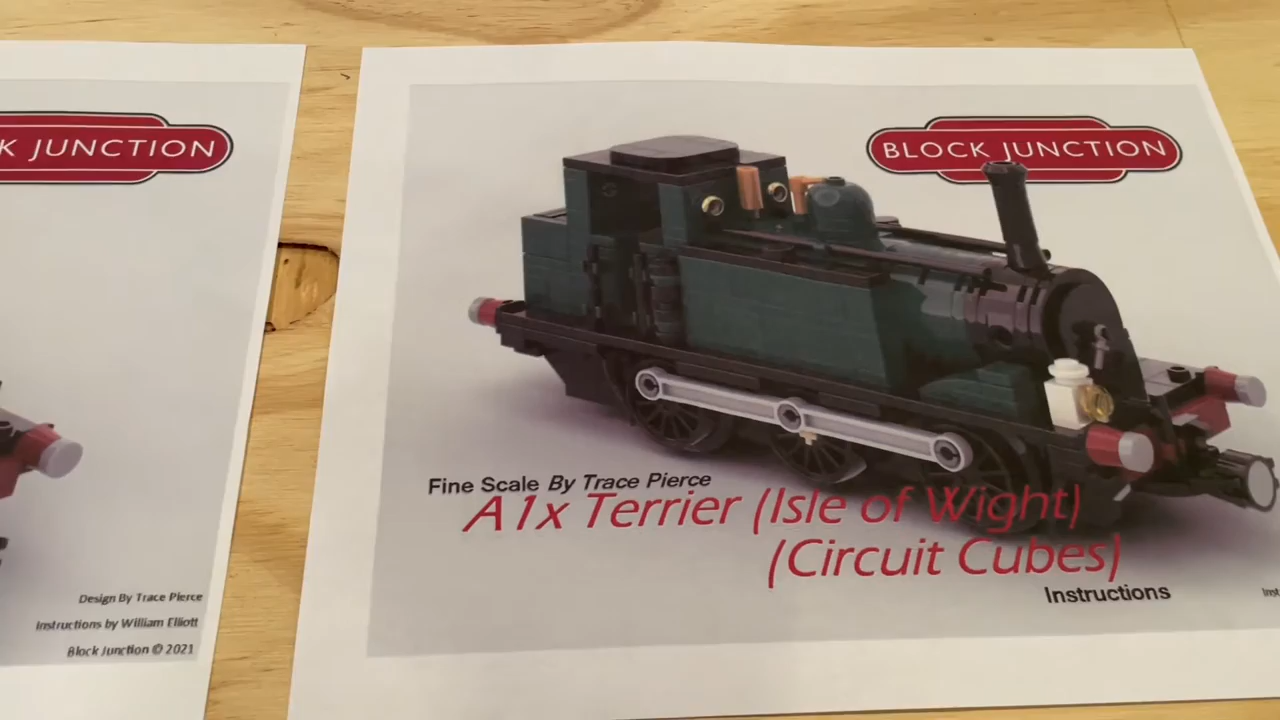 K JUNCTION
Design By Trace Pierce
Instructions by William Elliott
Block Junction © 2021
BLOCK JUNCTION
Fine Scale By Trace Pierce
A1x Terrier (Isle of Wight)
(Circuit Cubes)
Instructions
Inst